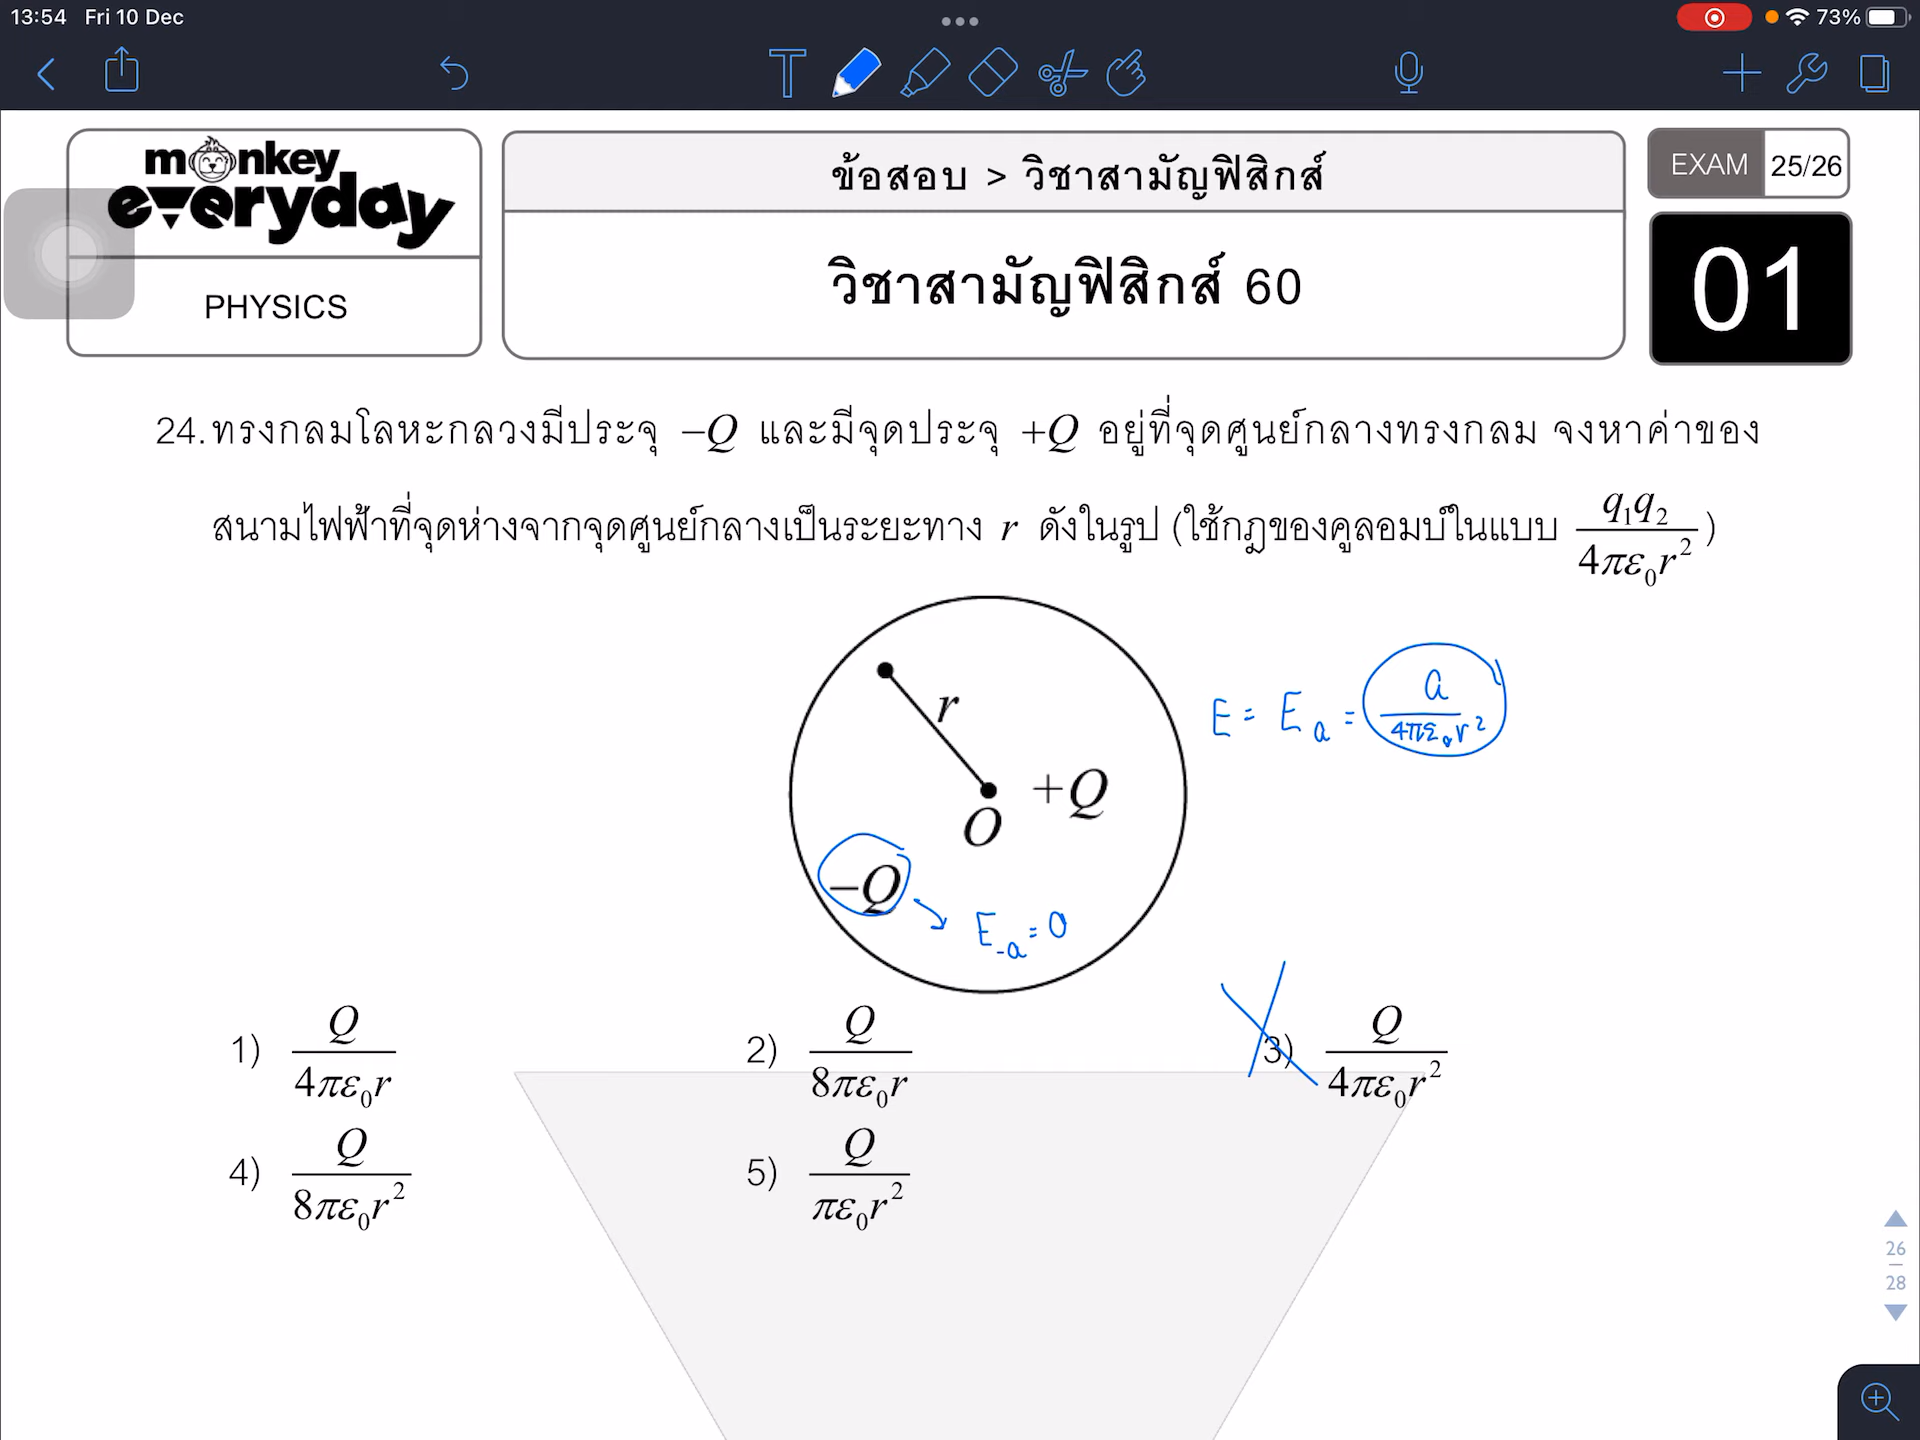 13:54 Fri 10 Dec
73%
monkey
everyday
PHYSICS
ข้อสอบ > วิชาสามัญฟิสิกส์
วิชาสามัญฟิสิกส์ 60
EXAM 25/26
01
24. ทรงกลมโลหะกลวงมีประจุ −Q และมีจุดประจุ +Q อยู่ที่จุดศูนย์กลางทรงกลม จงหาค่าของ
สนามไฟฟ้าที่จุดห่างจากจุดศูนย์กลางเป็นระยะทาง r ดังในรูป (ใช้กฎของคูลอมบ์ในแบบ q₁q₂/4πε₀r²)
r
+Q
O
−Q
E = E_Q = Q/4πε₀r²
E_-Q = 0
1) Q/4πε₀r 2) Q/8πε₀r 3) Q/4πε₀r²
4) Q/8πε₀r² 5) Q/πε₀r²
26
28